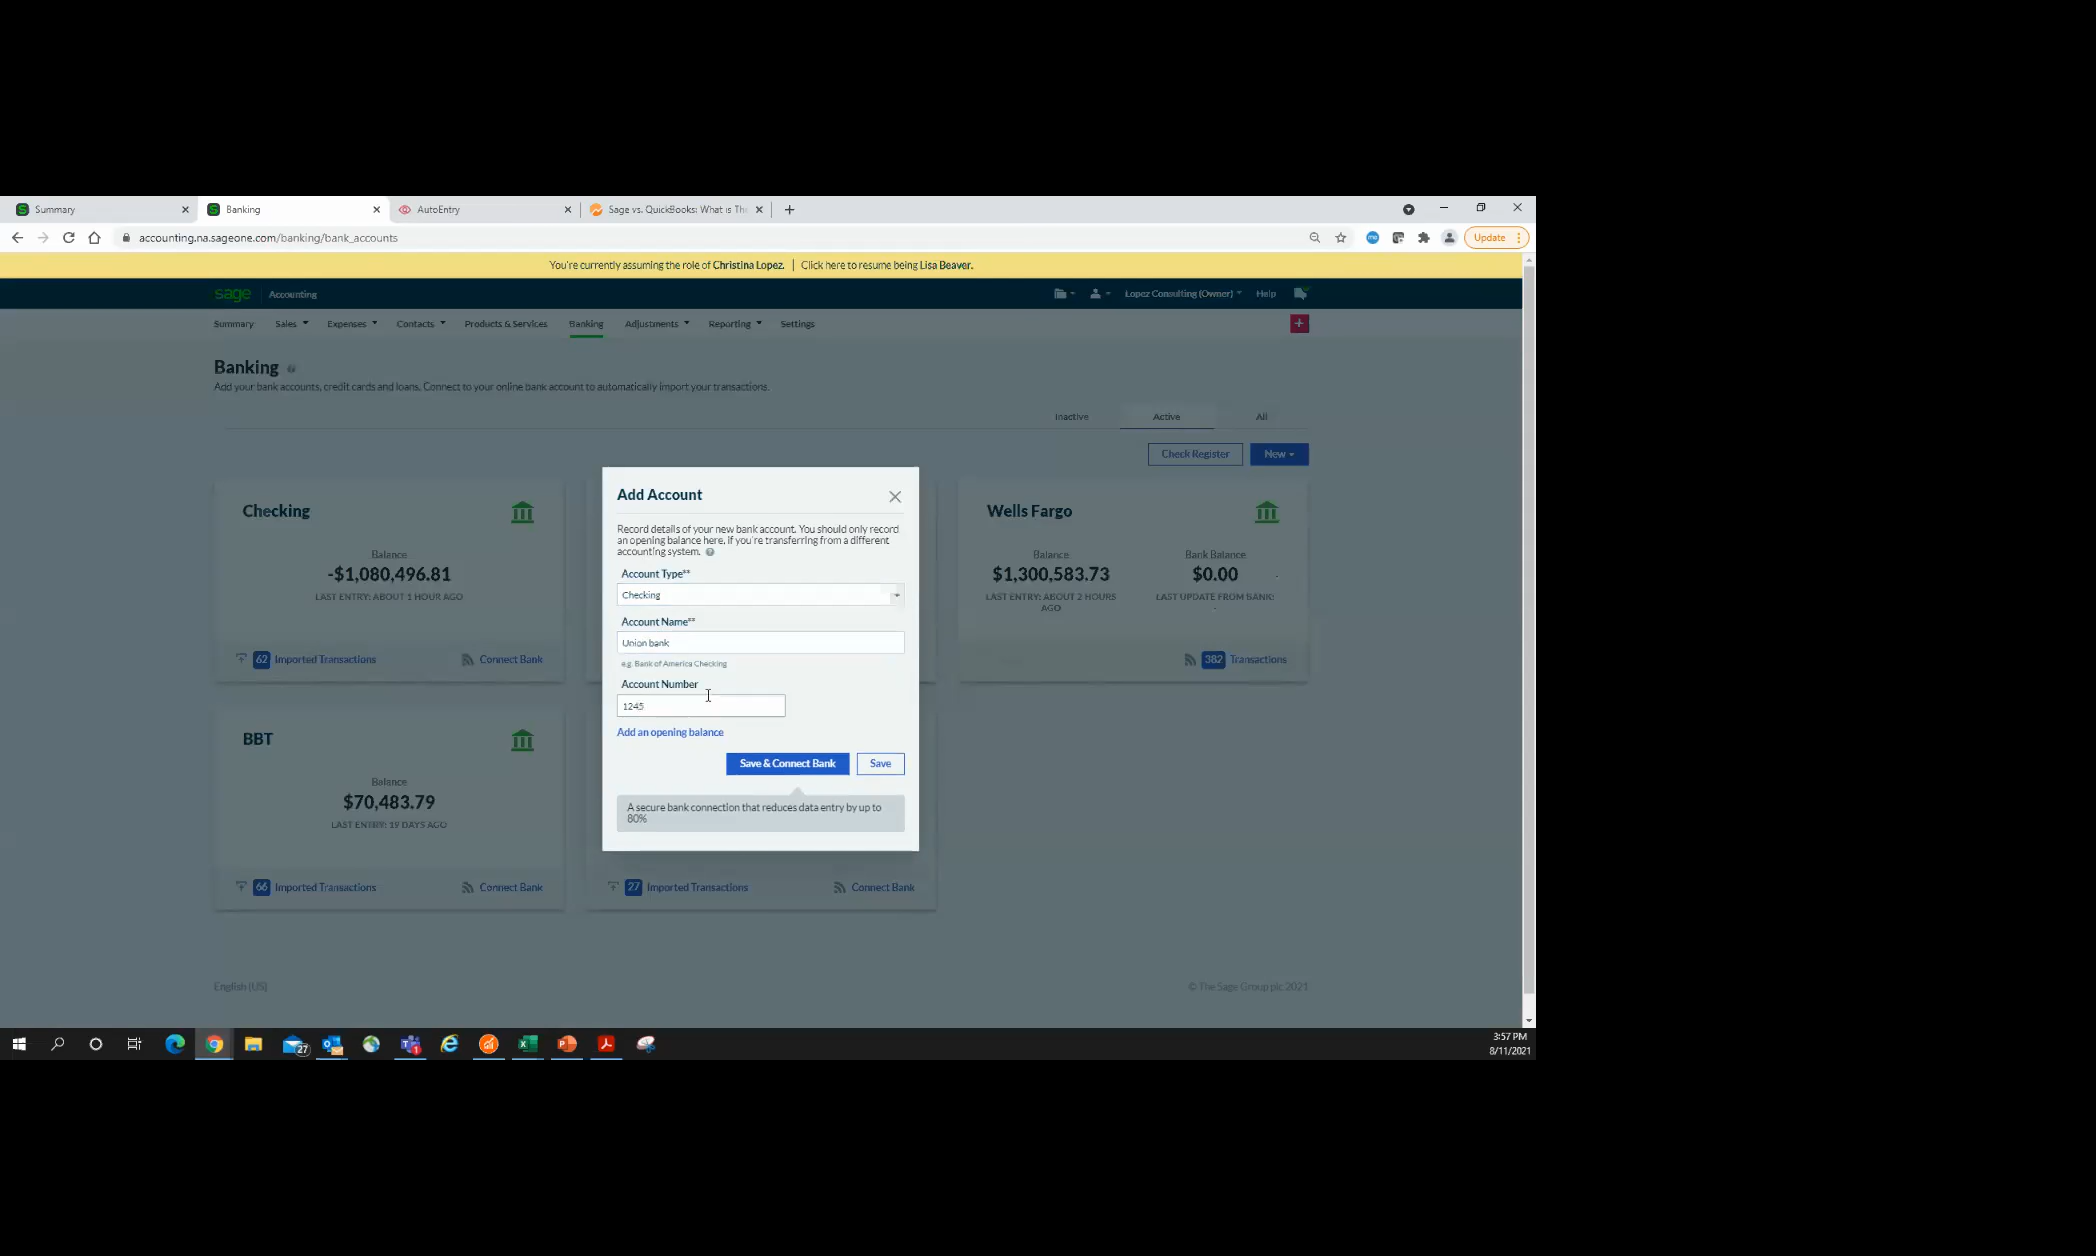 Summary
Banking
AutoEntry
Sage vs. QuickBooks: What is The
accounting.na.sageone.com/banking/bank_accounts
Update
You're currently assuming the role of Christina Lopez. | Click here to resume being Lisa Beaver.
sage Accounting
Lopez Consulting (Owner) Help
Summary Sales Expenses Contacts Products & Services Banking Adjustments Reporting Settings
Banking
Add your bank accounts, credit cards and loans. Connect to your online bank account to automatically import your transactions.
Inactive Active All
Check Register New
Checking
Balance
-$1,080,496.81
LAST ENTRY: ABOUT 1 HOUR AGO
62 Imported Transactions Connect Bank
Add Account
Record details of your new bank account. You should only record
an opening balance here, if you're transferring from a different
accounting system.
Account Type**
Checking
Account Name**
Union bank
e.g. Bank of America Checking
Account Number
1245
Add an opening balance
Save & Connect Bank Save
A secure bank connection that reduces data entry by up to
80%
Wells Fargo
Balance Bank Balance
$1,300,583.73 $0.00
LAST ENTRY: ABOUT 2 HOURS AGO
LAST UPDATE FROM BANK: -
382 Transactions
BBT
Balance
$70,483.79
LAST ENTRY: 19 DAYS AGO
66 Imported Transactions Connect Bank
27 Imported Transactions Connect Bank
English (US)
© The Sage Group plc 2021
27
1
3:57 PM
8/11/2021